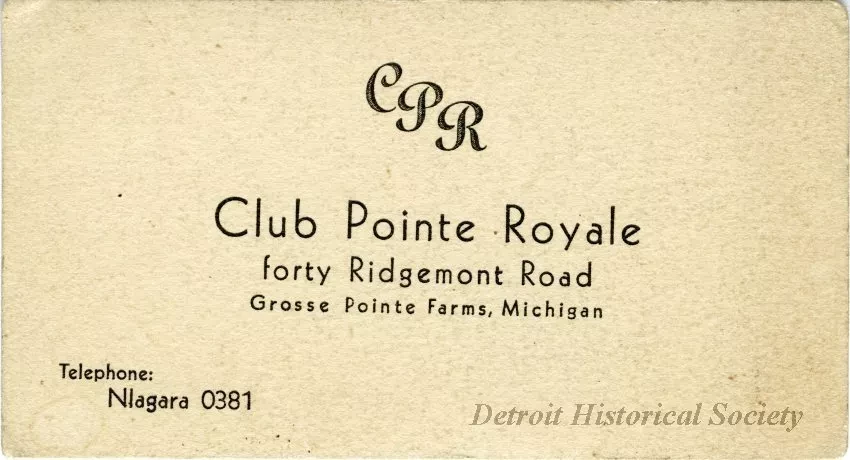 CPR
Club Pointe Royale
forty Ridgemont Road
Grosse Pointe Farms, Michigan
Telephone:
NIagara 0381
Detroit Historical Society